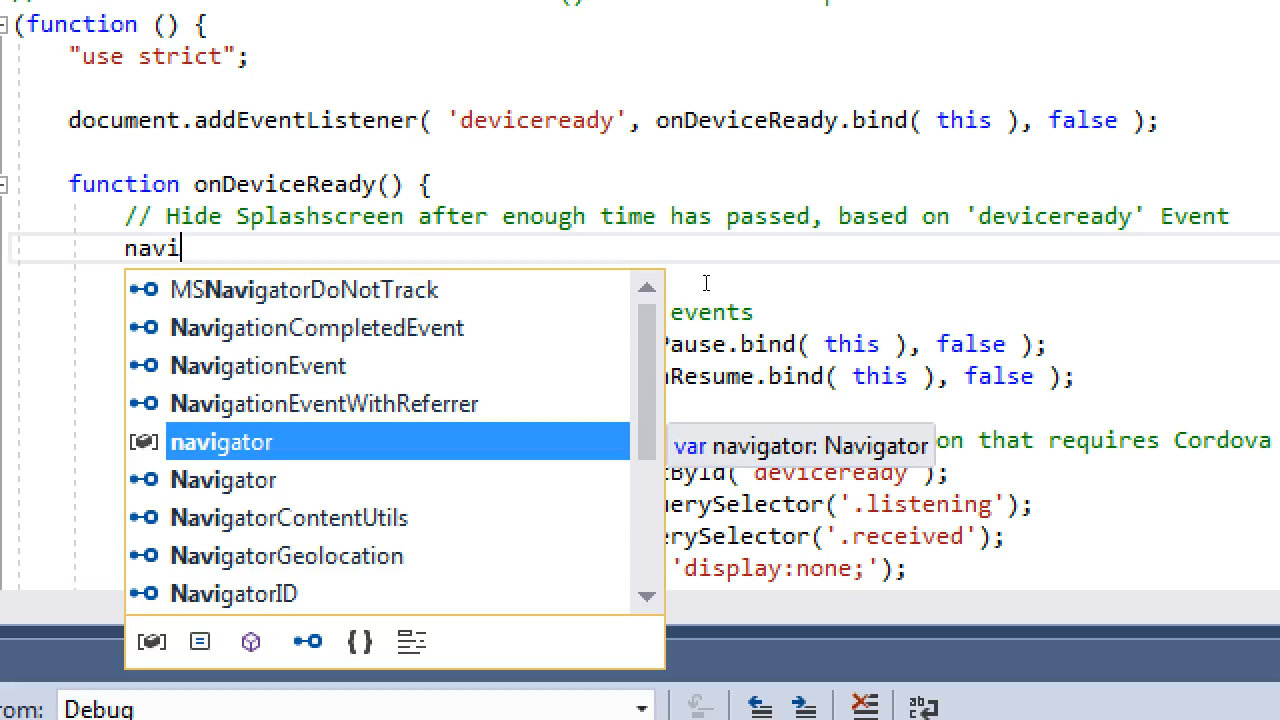 (function () {
"use strict";
document.addEventListener( 'deviceready', onDeviceReady.bind( this ), false );
function onDeviceReady() {
// Hide Splashscreen after enough time has passed, based on 'deviceready' Event
navi
MSNavigatorDoNotTrack
NavigationCompletedEvent
events
Pause.bind( this ), false );
NavigationEvent
Resume.bind( this ), false );
NavigationEventWithReferrer
navigator
var navigator: Navigator
on that requires Cordova
Navigator
ById( 'deviceready' );
NavigatorContentUtils
erySelector('.listening');
NavigatorGeolocation
erySelector('.received');
'display:none;');
NavigatorID
om:
Debug